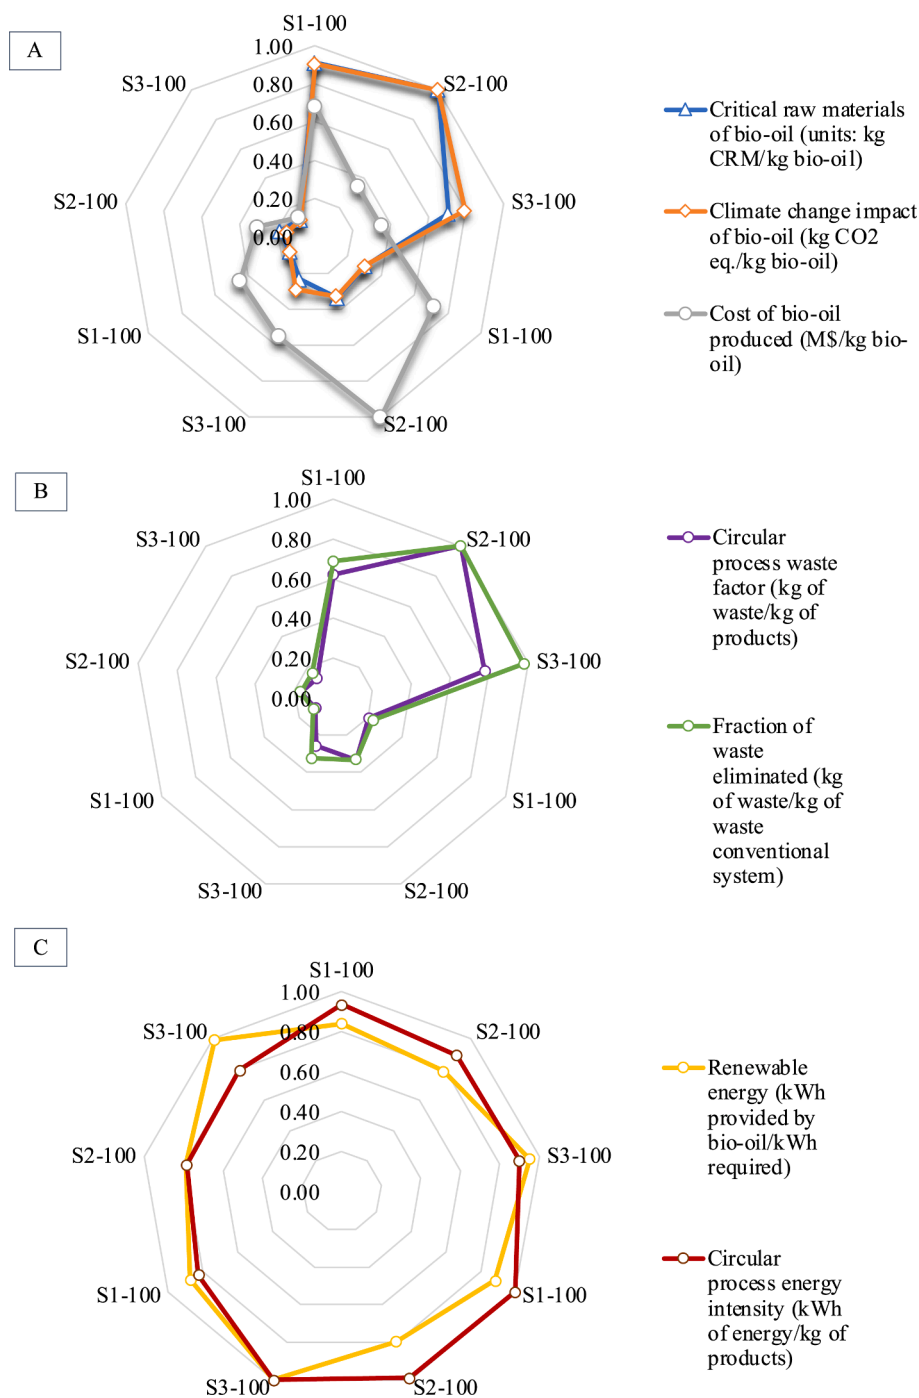 A
S1-100
1.00
S2-100
S3-100
0.80
0.60
0.40
0.20
S2-100
S3-100
0.00
S1-100
S1-100
S3-100
S2-100
Critical raw materials
of bio-oil (units: kg
CRM/kg bio-oil)
Climate change impact
of bio-oil (kg CO2
eq./kg bio-oil)
Cost of bio-oil
produced (M$/kg bio-
oil)
B
S1-100
1.00
S2-100
S3-100
0.80
0.60
0.40
0.20
S2-100
S3-100
0.00
S1-100
S1-100
S3-100
S2-100
Circular
process waste
factor (kg of
waste/kg of
products)
Fraction of
waste
eliminated (kg
of waste/kg of
waste
conventional
system)
C
S1-100
1.00
S3-100
0.80
S2-100
0.60
0.40
0.20
S2-100
S3-100
0.00
S1-100
S1-100
S3-100
S2-100
Renewable
energy (kWh
provided by
bio-oil/kWh
required)
Circular
process energy
intensity (kWh
of energy/kg of
products)